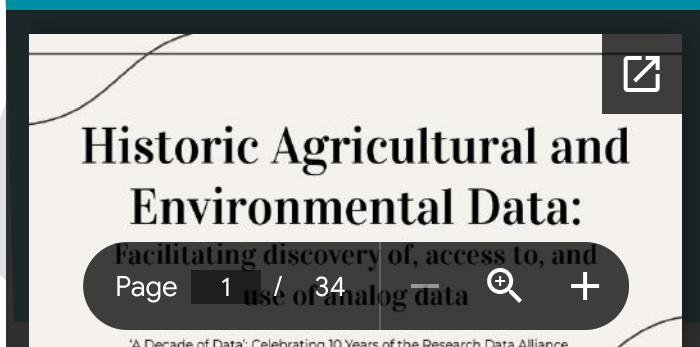 Historic Agricultural and
Environmental Data:
Facilitating discovery of, access to, and
use of analog data
Page 1 / 34
'A Decade of Data': Celebrating 10 Years of the Research Data Alliance